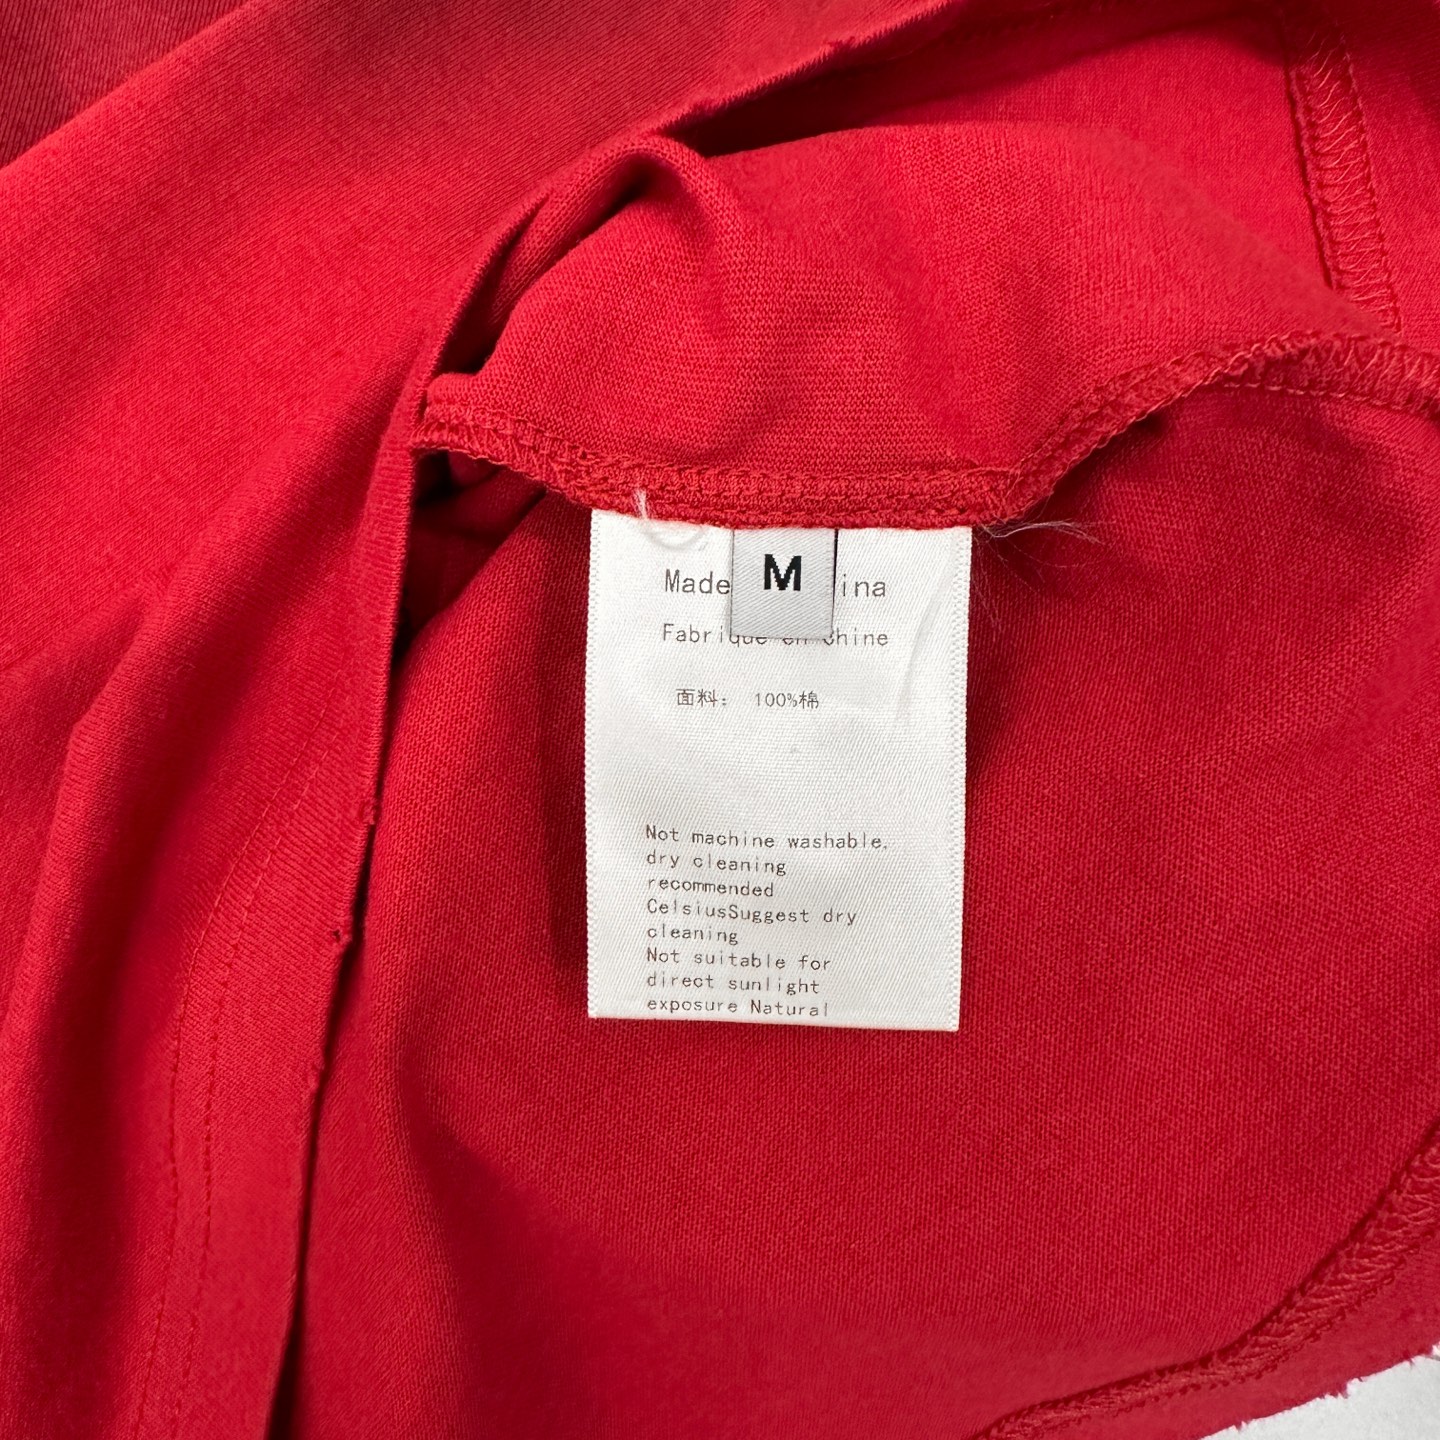 M
Made ina
Fabrique en Chine
面料： 100%棉
Not machine washable.
dry cleaning
recommended
CelsiusSuggest dry
cleaning
Not suitable for
direct sunlight
exposure Natural